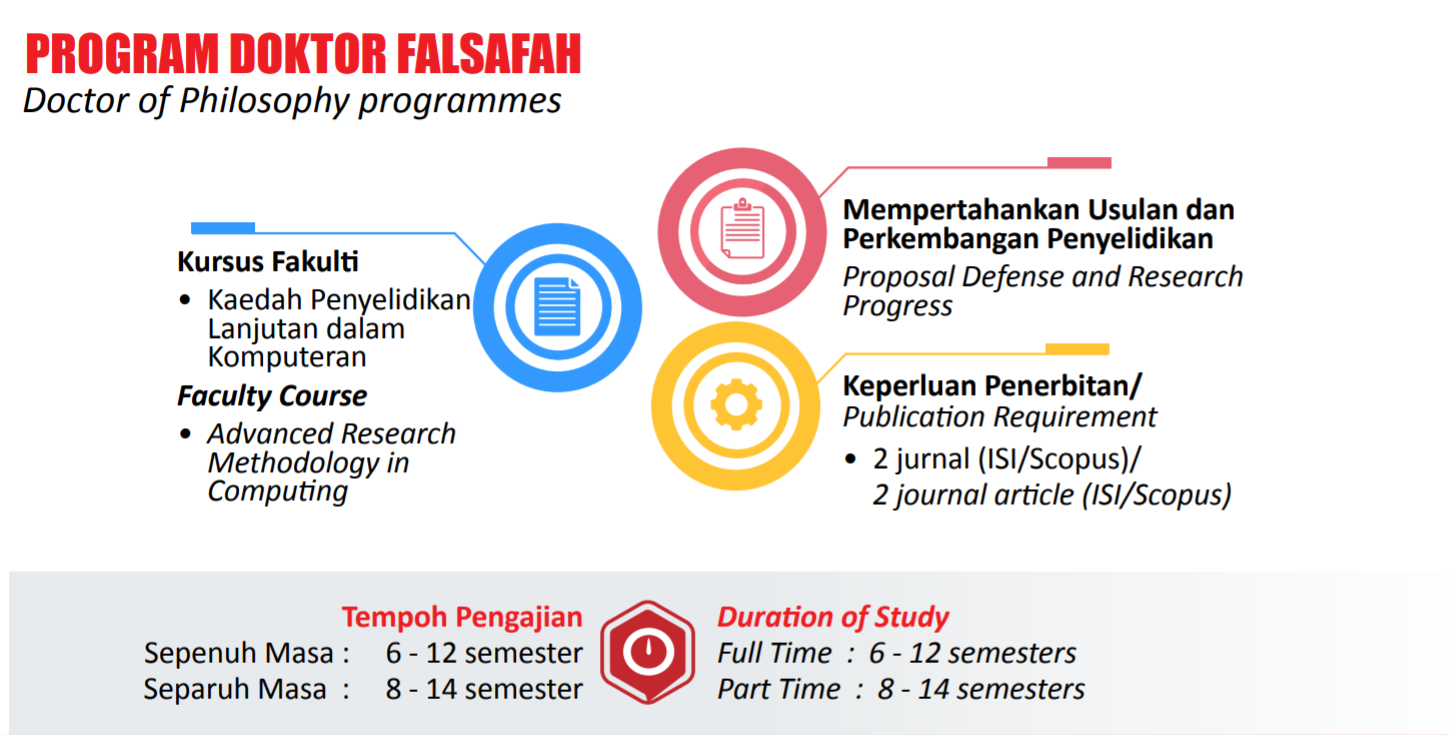 PROGRAM DOKTOR FALSAFAH
Doctor of Philosophy programmes
Kursus Fakulti
• Kaedah Penyelidikan
Lanjutan dalam
Komputeran
Faculty Course
• Advanced Research
Methodology in
Computing
Mempertahankan Usulan dan
Perkembangan Penyelidikan
Proposal Defense and Research
Progress
Keperluan Penerbitan/
Publication Requirement
• 2 jurnal (ISI/Scopus)/
2 journal article (ISI/Scopus)
Tempoh Pengajian
Sepenuh Masa : 6 - 12 semester
Separuh Masa : 8 - 14 semester
Duration of Study
Full Time : 6 - 12 semesters
Part Time : 8 - 14 semesters